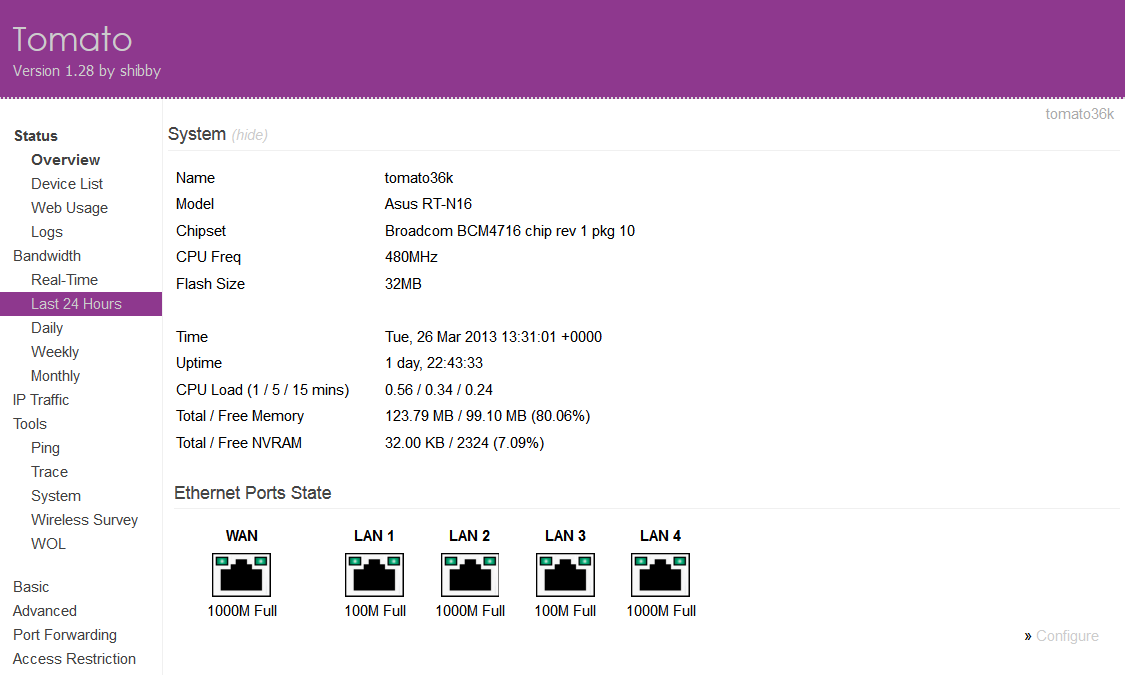 Tomato
Version 1.28 by shibby
tomato36k
Status
Overview
Device List
Web Usage
Logs
Bandwidth
Real-Time
Last 24 Hours
Daily
Weekly
Monthly
IP Traffic
Tools
Ping
Trace
System
Wireless Survey
WOL
Basic
Advanced
Port Forwarding
Access Restriction
System (hide)
Name tomato36k
Model Asus RT-N16
Chipset Broadcom BCM4716 chip rev 1 pkg 10
CPU Freq 480MHz
Flash Size 32MB
Time Tue, 26 Mar 2013 13:31:01 +0000
Uptime 1 day, 22:43:33
CPU Load (1 / 5 / 15 mins) 0.56 / 0.34 / 0.24
Total / Free Memory 123.79 MB / 99.10 MB (80.06%)
Total / Free NVRAM 32.00 KB / 2324 (7.09%)
Ethernet Ports State
WAN LAN 1 LAN 2 LAN 3 LAN 4
1000M Full 100M Full 1000M Full 100M Full 1000M Full
» Configure